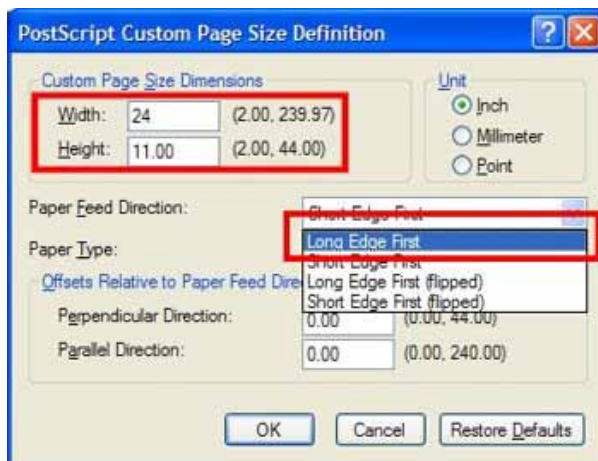 PostScript Custom Page Size Definition
Custom Page Size Dimensions
Width: 24 (2.00, 239.97)
Height: 11.00 (2.00, 44.00)
Unit
Inch
Millimeter
Point
Paper Feed Direction: Short Edge First
Long Edge First
Short Edge First
Long Edge First (flipped)
Short Edge First (flipped)
Paper Type:
Offsets Relative to Paper Feed Dire
Perpendicular Direction: 0.00 (0.00, 44.00)
Parallel Direction: 0.00 (0.00, 240.00)
OK Cancel Restore Defaults